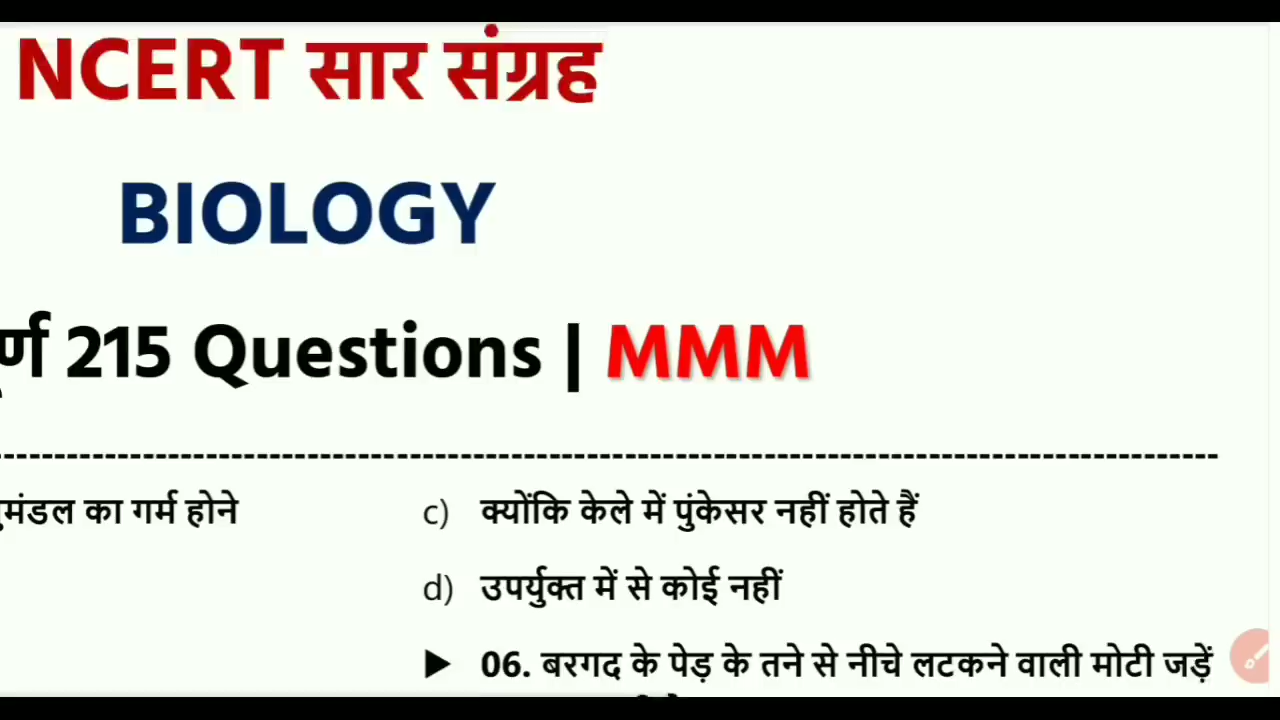 NCERT सार संग्रह
BIOLOGY
र्ण 215 Questions | MMM
--------------------------------------------------------------------------------
मंडल का गर्म होने
c) क्योंकि केले में पुंकेसर नहीं होते हैं
d) उपर्युक्त में से कोई नहीं
▶ 06. बरगद के पेड़ के तने से नीचे लटकने वाली मोटी जड़ें